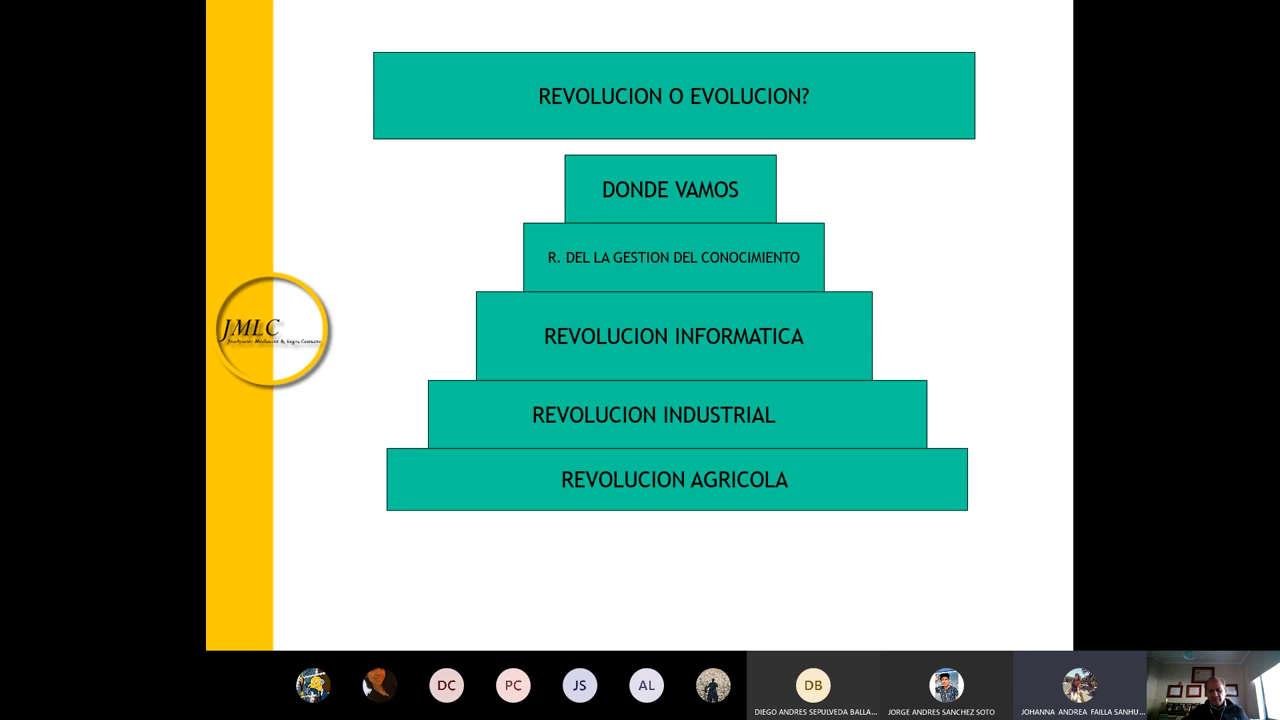 REVOLUCION O EVOLUCION?
DONDE VAMOS
R. DEL LA GESTION DEL CONOCIMIENTO
REVOLUCION INFORMATICA
JMLC
REVOLUCION INDUSTRIAL
REVOLUCION AGRICOLA
DC
PC
JS
AL
DB
DIEGO ANDRES SEPULVEDA BALLA...
JORGE ANDRES SANCHEZ SOTO
JOHANNA ANDREA FAILLA SANHU...